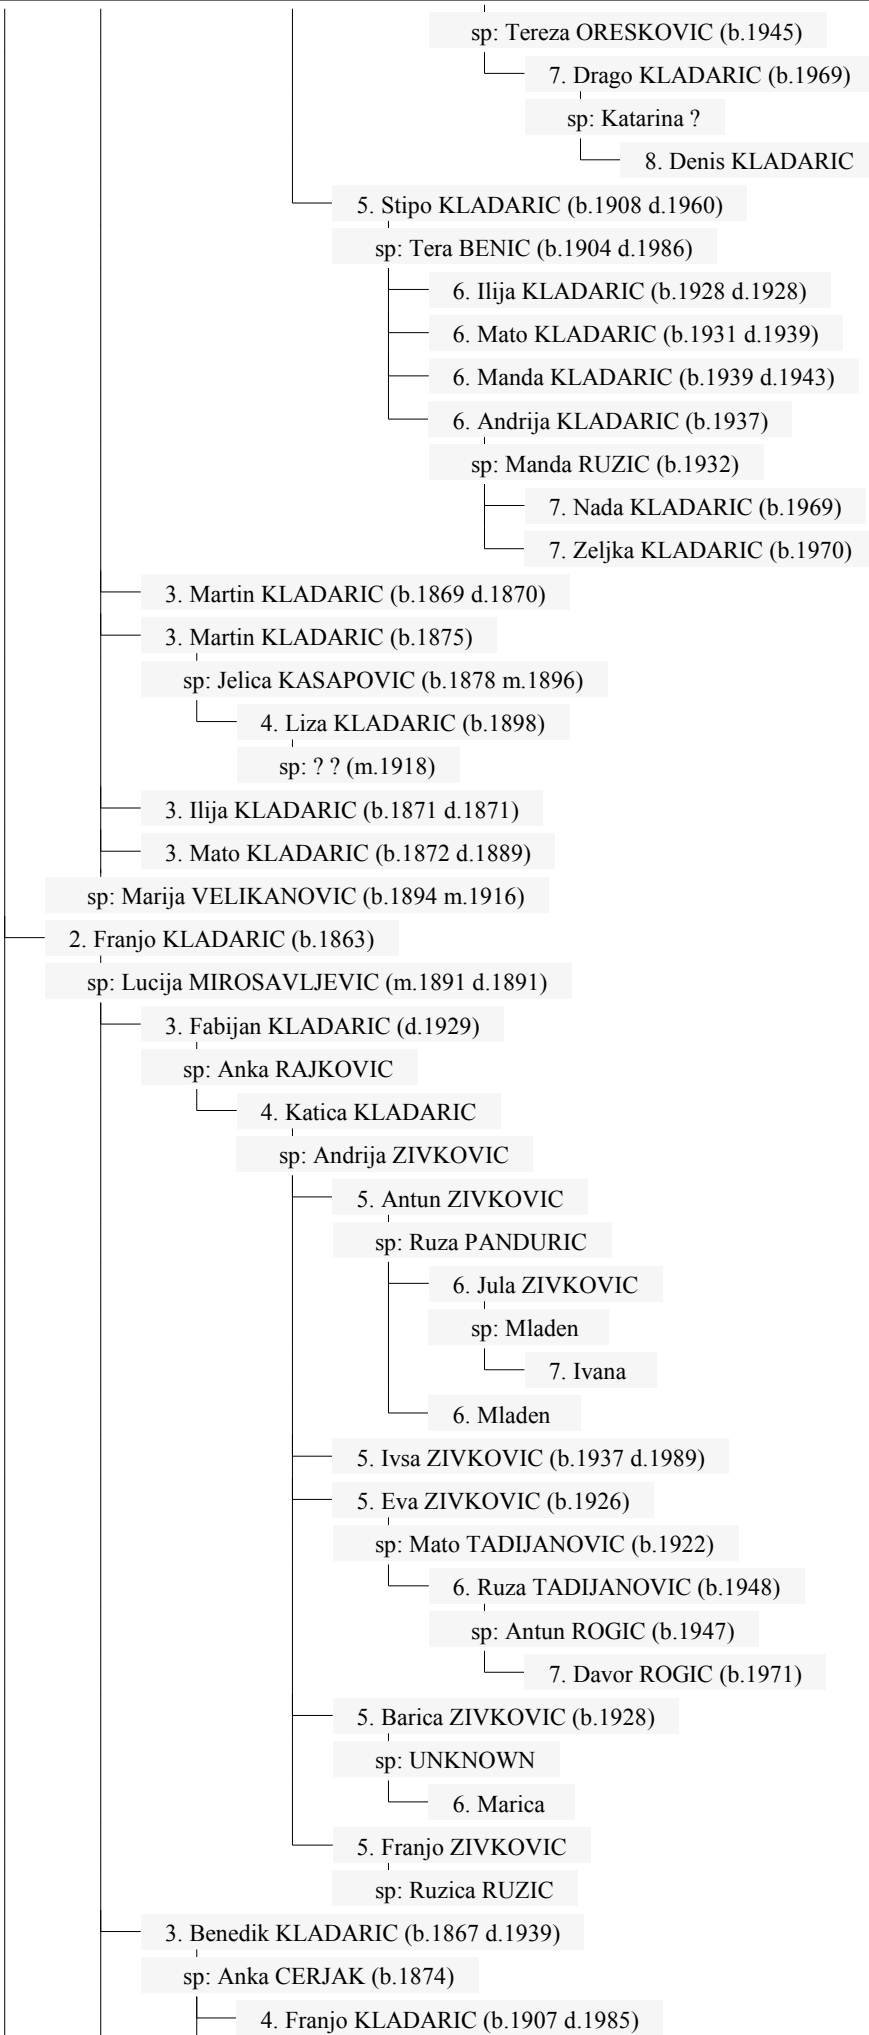 sp: Tereza ORESKOVIC (b.1945)
7. Drago KLADARIC (b.1969)
sp: Katarina ?
8. Denis KLADARIC
5. Stipo KLADARIC (b.1908 d.1960)
sp: Tera BENIC (b.1904 d.1986)
6. Ilija KLADARIC (b.1928 d.1928)
6. Mato KLADARIC (b.1931 d.1939)
6. Manda KLADARIC (b.1939 d.1943)
6. Andrija KLADARIC (b.1937)
sp: Manda RUZIC (b.1932)
7. Nada KLADARIC (b.1969)
7. Zeljka KLADARIC (b.1970)
3. Martin KLADARIC (b.1869 d.1870)
3. Martin KLADARIC (b.1875)
sp: Jelica KASAPOVIC (b.1878 m.1896)
4. Liza KLADARIC (b.1898)
sp: ? ? (m.1918)
3. Ilija KLADARIC (b.1871 d.1871)
3. Mato KLADARIC (b.1872 d.1889)
sp: Marija VELIKANOVIC (b.1894 m.1916)
2. Franjo KLADARIC (b.1863)
sp: Lucija MIROSAVLJEVIC (m.1891 d.1891)
3. Fabijan KLADARIC (d.1929)
sp: Anka RAJKOVIC
4. Katica KLADARIC
sp: Andrija ZIVKOVIC
5. Antun ZIVKOVIC
sp: Ruza PANDURIC
6. Jula ZIVKOVIC
sp: Mladen
7. Ivana
6. Mladen
5. Ivsa ZIVKOVIC (b.1937 d.1989)
5. Eva ZIVKOVIC (b.1926)
sp: Mato TADIJANOVIC (b.1922)
6. Ruza TADIJANOVIC (b.1948)
sp: Antun ROGIC (b.1947)
7. Davor ROGIC (b.1971)
5. Barica ZIVKOVIC (b.1928)
sp: UNKNOWN
6. Marica
5. Franjo ZIVKOVIC
sp: Ruzica RUZIC
3. Benedik KLADARIC (b.1867 d.1939)
sp: Anka CERJAK (b.1874)
4. Franjo KLADARIC (b.1907 d.1985)